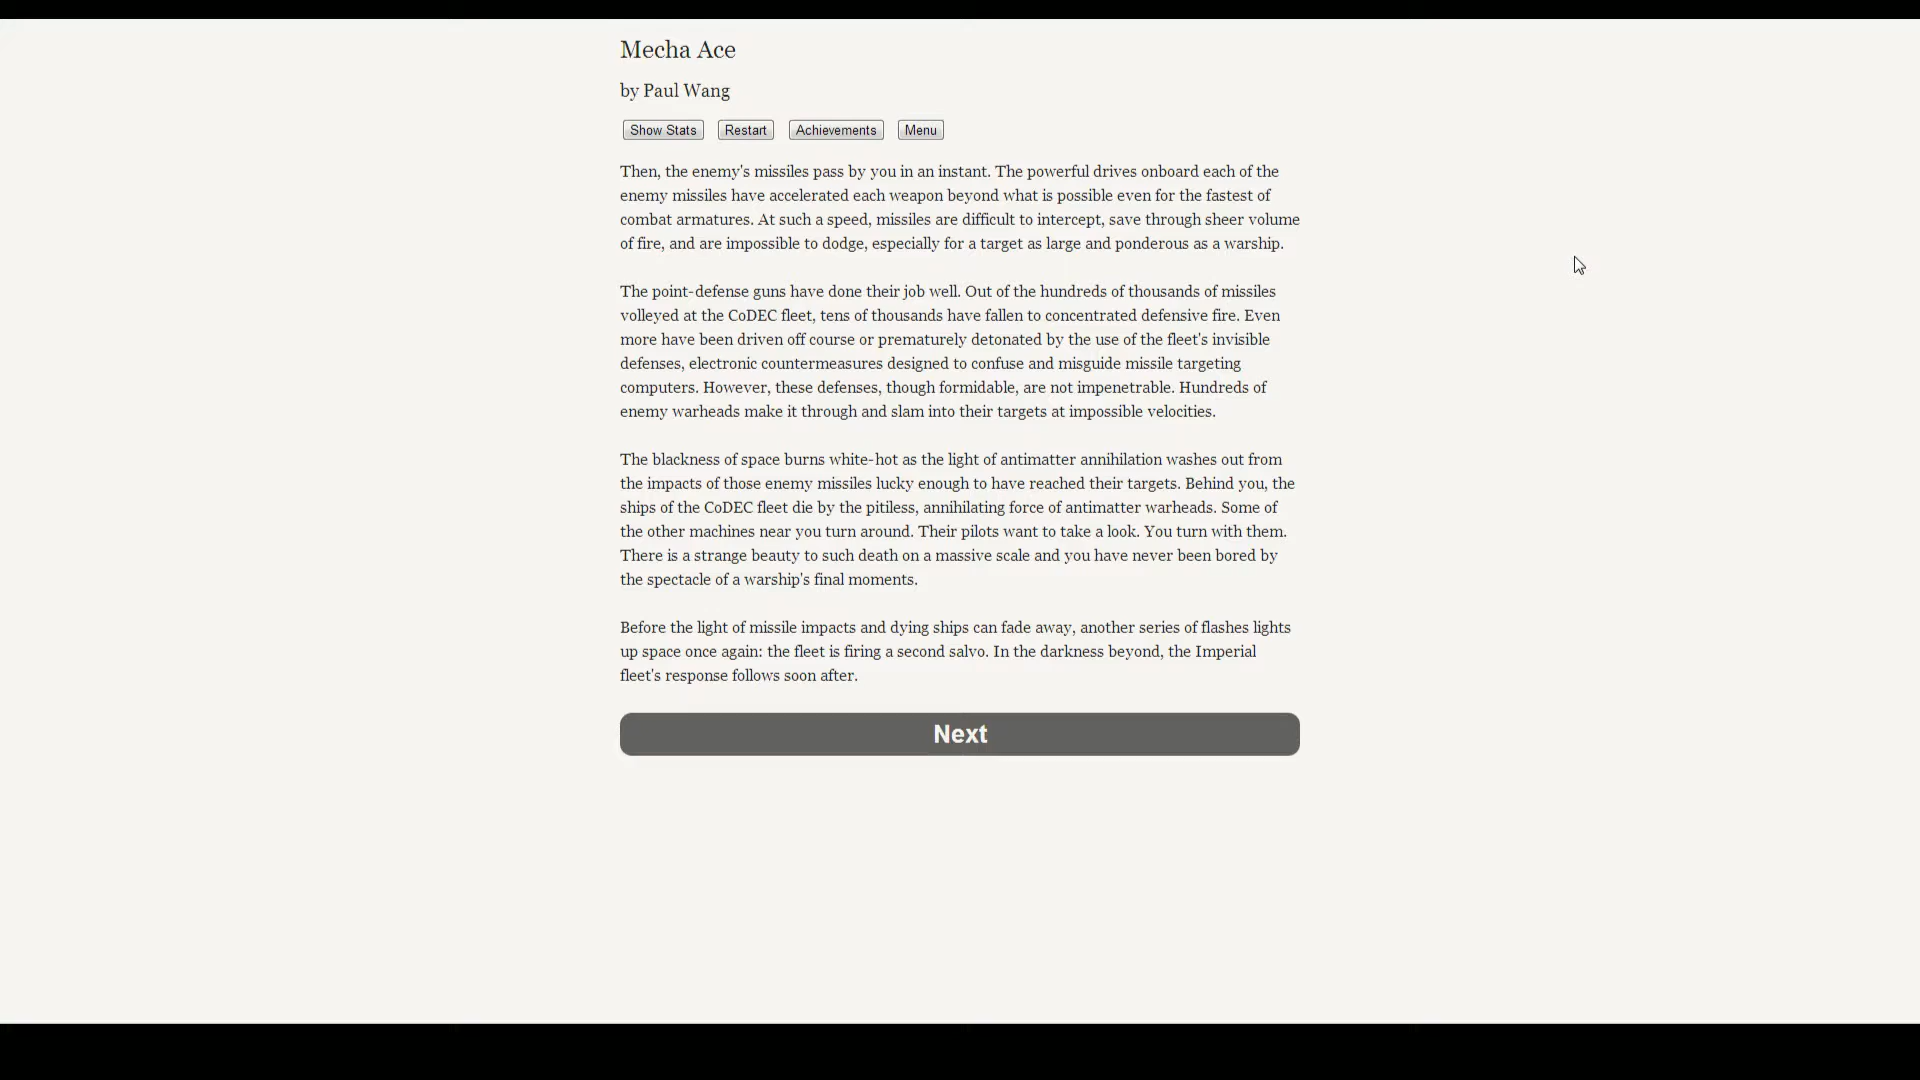 Mecha Ace
by Paul Wang
Show Stats Restart Achievements Menu
Then, the enemy's missiles pass by you in an instant. The powerful drives onboard each of the
enemy missiles have accelerated each weapon beyond what is possible even for the fastest of
combat armatures. At such a speed, missiles are difficult to intercept, save through sheer volume
of fire, and are impossible to dodge, especially for a target as large and ponderous as a warship.
The point-defense guns have done their job well. Out of the hundreds of thousands of missiles
volleyed at the CoDEC fleet, tens of thousands have fallen to concentrated defensive fire. Even
more have been driven off course or prematurely detonated by the use of the fleet's invisible
defenses, electronic countermeasures designed to confuse and misguide missile targeting
computers. However, these defenses, though formidable, are not impenetrable. Hundreds of
enemy warheads make it through and slam into their targets at impossible velocities.
The blackness of space burns white-hot as the light of antimatter annihilation washes out from
the impacts of those enemy missiles lucky enough to have reached their targets. Behind you, the
ships of the CoDEC fleet die by the pitiless, annihilating force of antimatter warheads. Some of
the other machines near you turn around. Their pilots want to take a look. You turn with them.
There is a strange beauty to such death on a massive scale and you have never been bored by
the spectacle of a warship's final moments.
Before the light of missile impacts and dying ships can fade away, another series of flashes lights
up space once again: the fleet is firing a second salvo. In the darkness beyond, the Imperial
fleet's response follows soon after.
Next